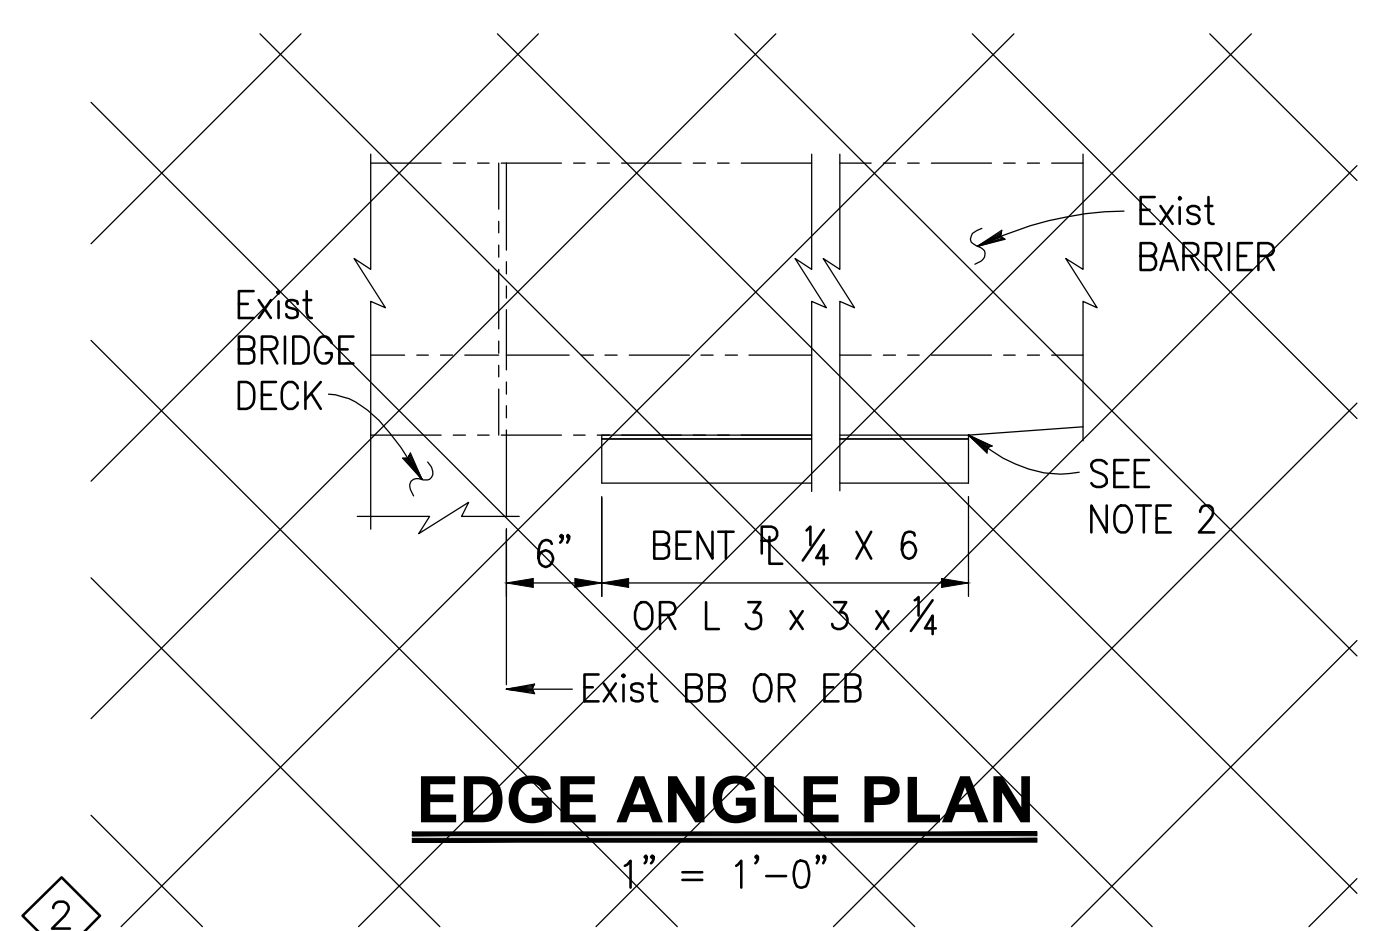 Exist
BARRIER
Exist
BRIDGE
DECK
SEE
NOTE 2
6”
BENT ⅊ ¼ X 6
OR L 3 x 3 x ¼
Exist BB OR EB
EDGE ANGLE PLAN
1” = 1’-0”
2